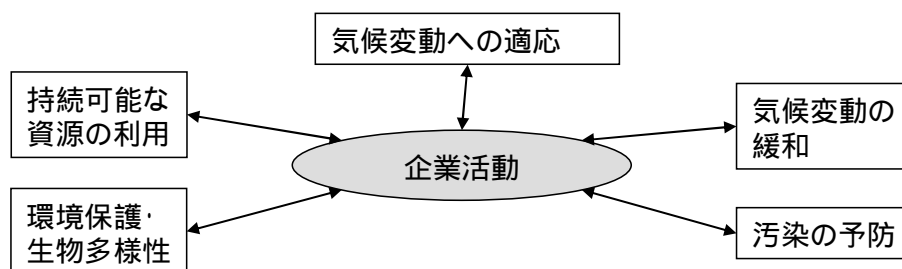 気候変動への適応
持続可能な
資源の利用
気候変動の
緩和
企業活動
環境保護・
生物多様性
汚染の予防